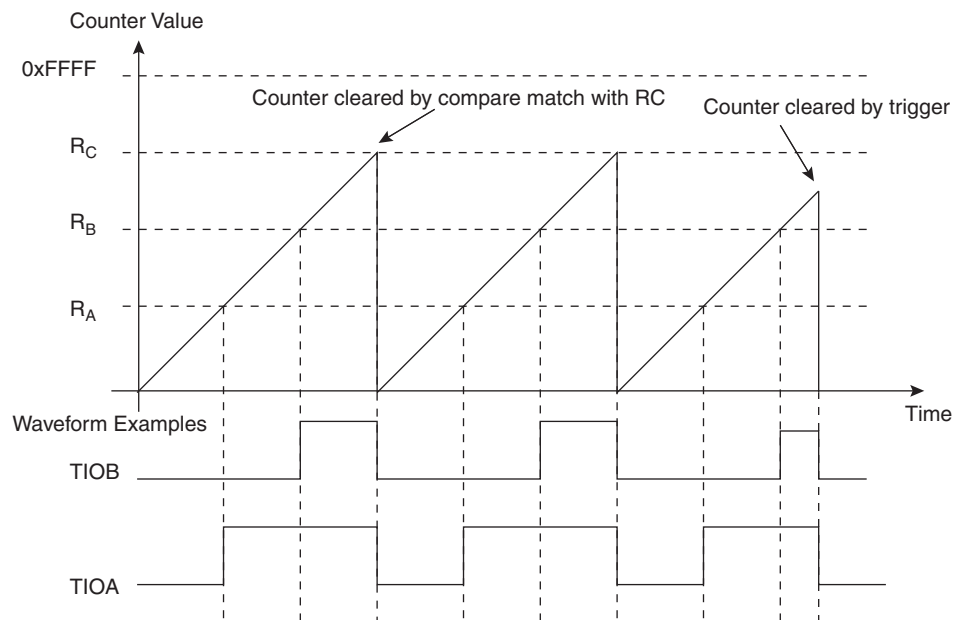 Counter Value
0xFFFF
Counter cleared by compare match with RC
Counter cleared by trigger
RC
RB
RA
Time
Waveform Examples
TIOB
TIOA